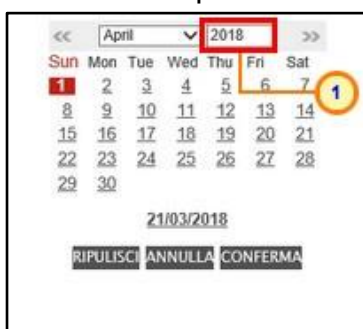 << April 2018 >>
Sun Mon Tue Wed Thu Fri Sat
1 2 3 4 5 6 7
8 9 10 11 12 13 14
15 16 17 18 19 20 21
22 23 24 25 26 27 28
29 30
1
21/03/2018
RIPULISCI ANNULLA CONFERMA